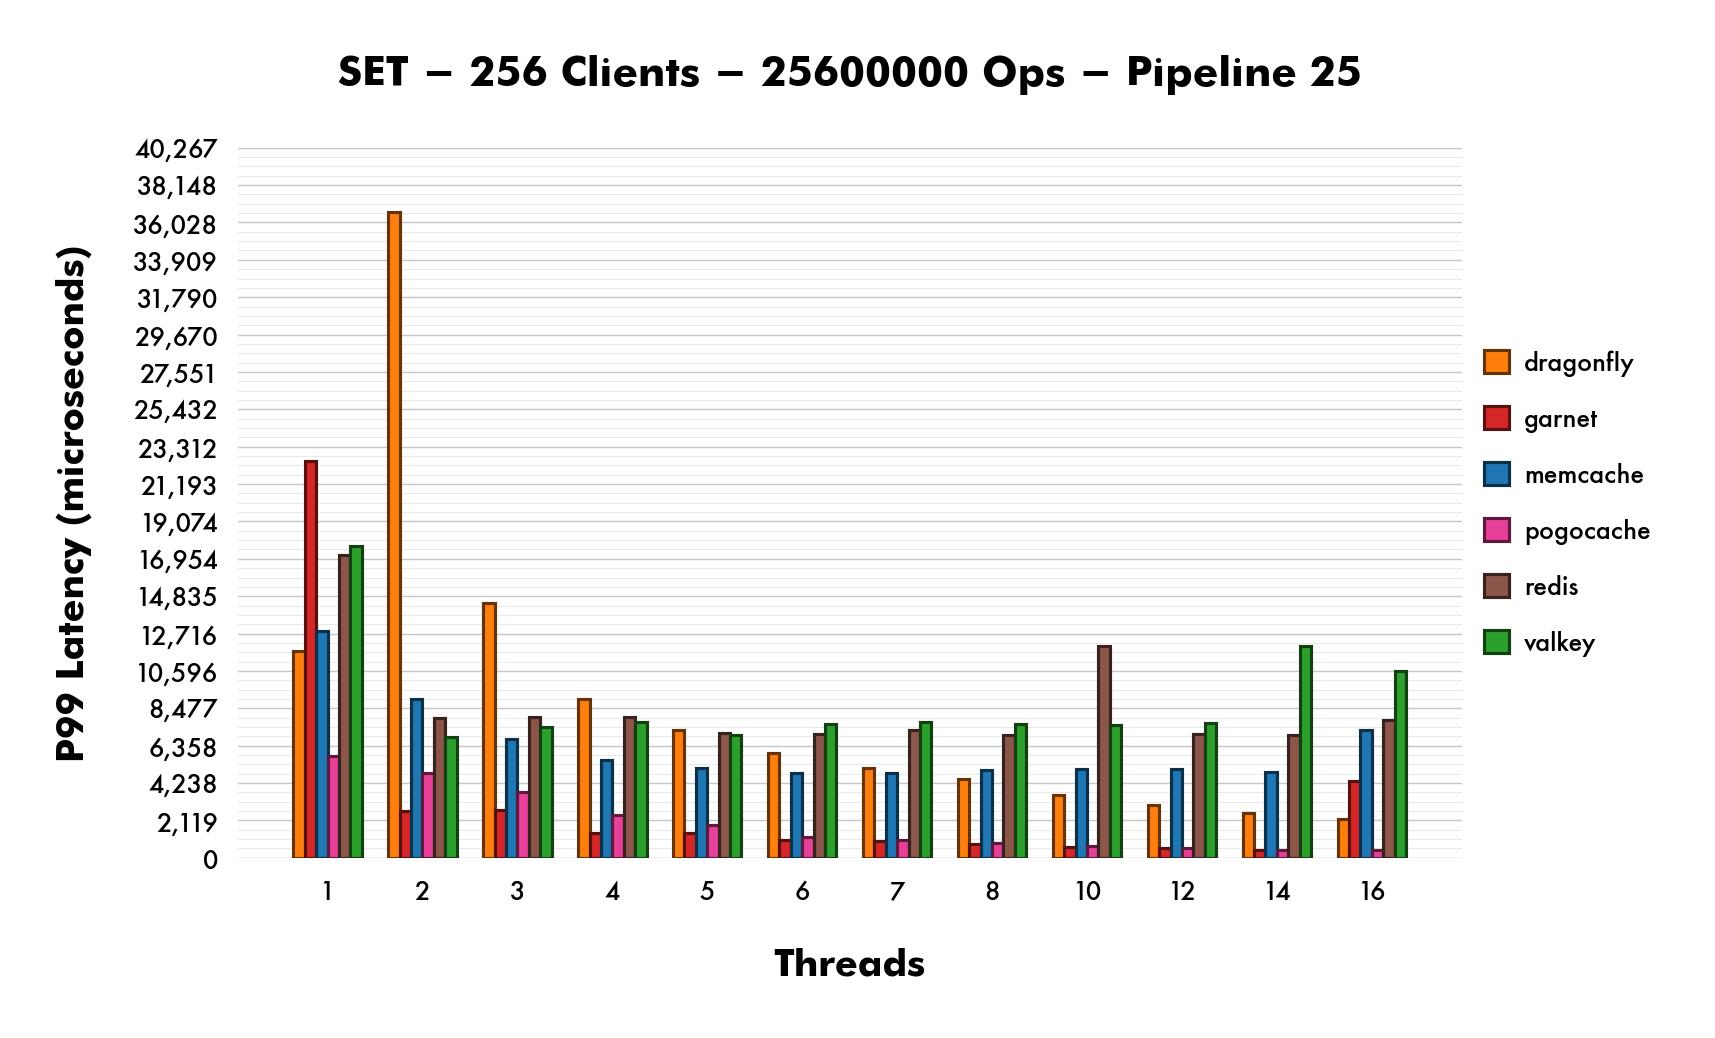 SET – 256 Clients – 25600000 Ops – Pipeline 25
P99 Latency (microseconds)
40,267
38,148
36,028
33,909
31,790
29,670
27,551
25,432
23,312
21,193
19,074
16,954
14,835
12,716
10,596
8,477
6,358
4,238
2,119
0
1 2 3 4 5 6 7 8 10 12 14 16
Threads
dragonfly
garnet
memcache
pogocache
redis
valkey